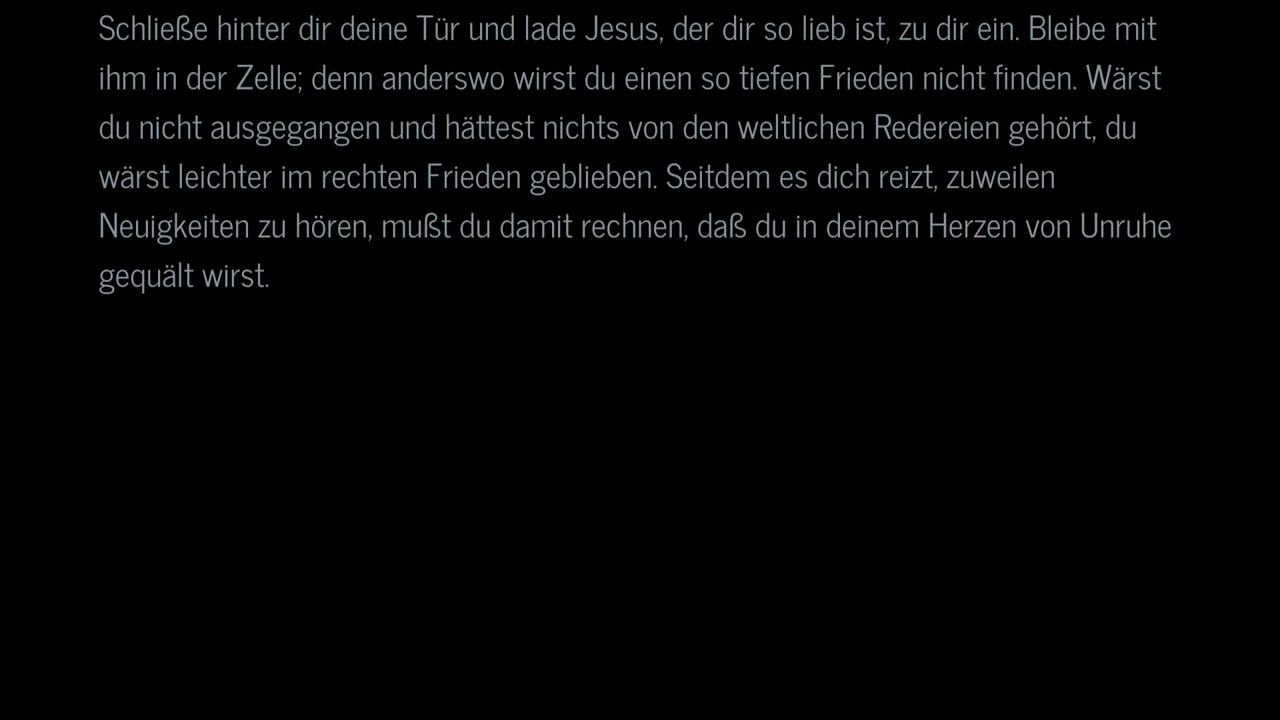 Schließe hinter dir deine Tür und lade Jesus, der dir so lieb ist, zu dir ein. Bleibe mit
ihm in der Zelle; denn anderswo wirst du einen so tiefen Frieden nicht finden. Wärst
du nicht ausgegangen und hättest nichts von den weltlichen Redereien gehört, du
wärst leichter im rechten Frieden geblieben. Seitdem es dich reizt, zuweilen
Neuigkeiten zu hören, mußt du damit rechnen, daß du in deinem Herzen von Unruhe
gequält wirst.